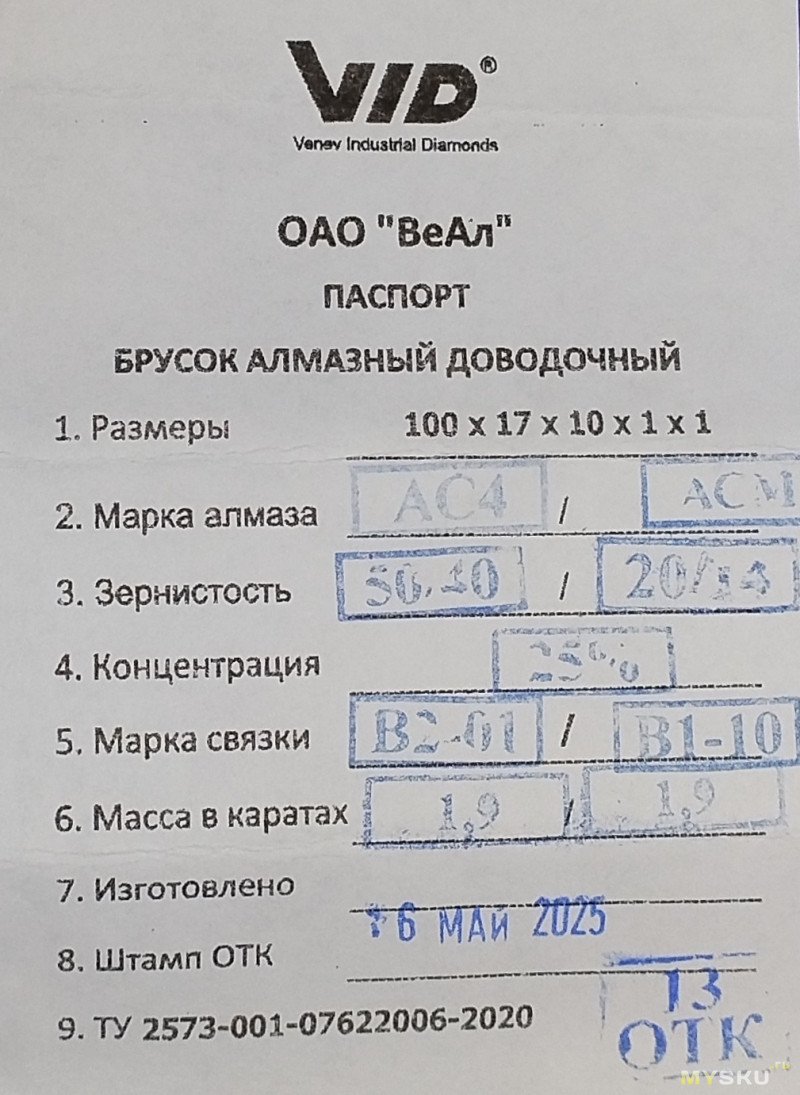 VID®
Venev Industrial Diamonds
ОАО "ВеАл"
ПАСПОРТ
БРУСОК АЛМАЗНЫЙ ДОВОДОЧНЫЙ
1. Размеры 100 х 17 х 10 х 1 х 1
2. Марка алмаза АС4 / АСМ
3. Зернистость 50/40 / 20/14
4. Концентрация 25%
5. Марка связки В2-01 / В1-10
6. Масса в каратах 1,9 / 1,9
7. Изготовлено
6 МАЙ 2025
8. Штамп ОТК
13
ОТК
9. ТУ 2573-001-07622006-2020
MYSKU.ru